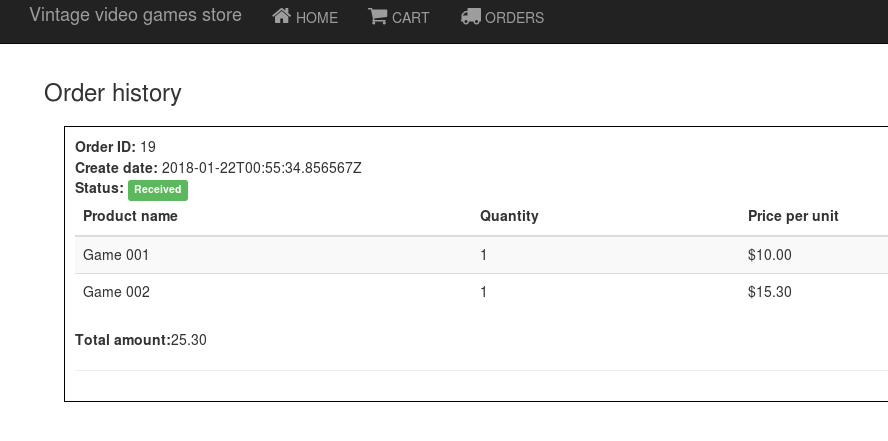 Vintage video games store HOME CART ORDERS
Order history
Order ID: 19
Create date: 2018-01-22T00:55:34.856567Z
Status: Received
Product name Quantity Price per unit
Game 001 1 $10.00
Game 002 1 $15.30
Total amount:25.30